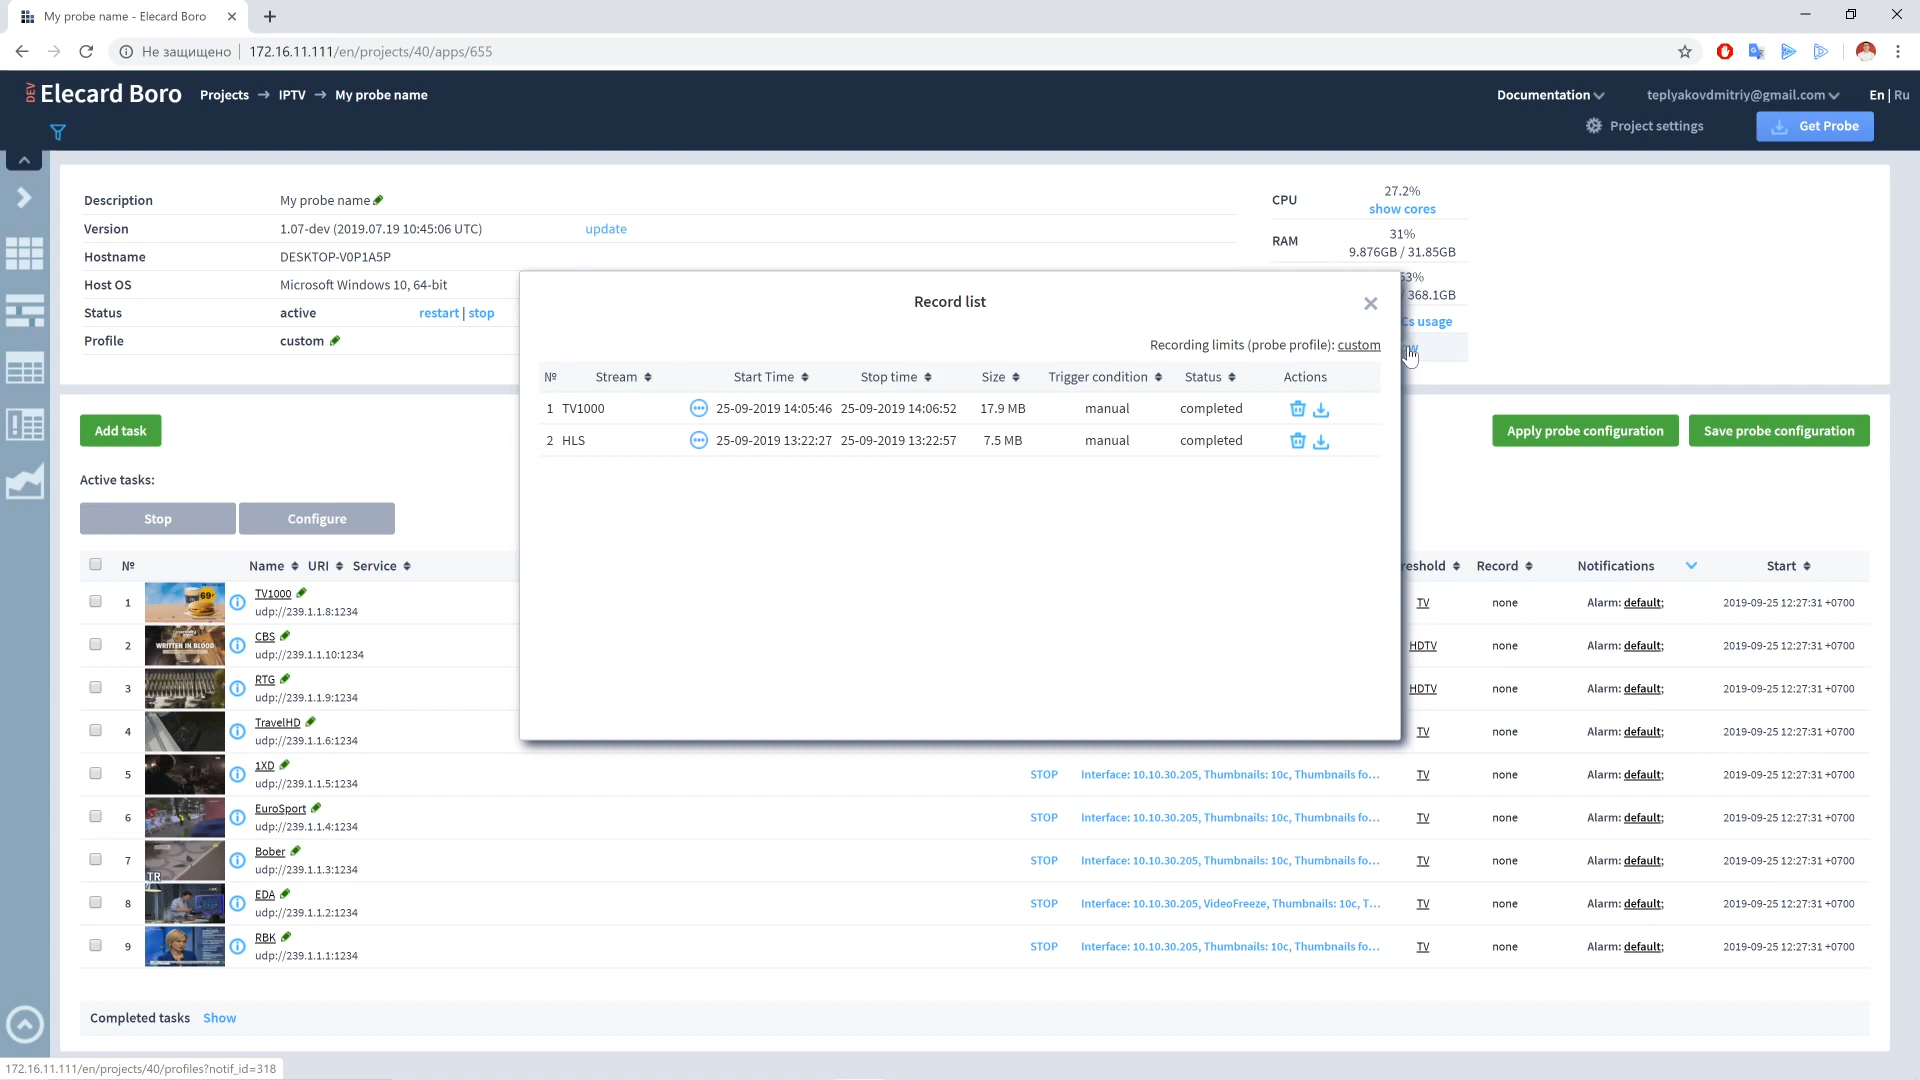 My probe name - Elecard Boro
Не защищено | 172.16.11.111/en/projects/40/apps/655
DEV Elecard Boro Projects → IPTV → My probe name Documentation teplyakovdmitriy@gmail.com En | Ru
Project settings Get Probe
Description My probe name
Version 1.07-dev (2019.07.19 10:45:06 UTC) update
Hostname DESKTOP-V0P1A5P
Host OS Microsoft Windows 10, 64-bit
Status active restart | stop
Profile custom
CPU 27.2%
show cores
RAM 31%
9.876GB / 31.85GB
63%
/ 368.1GB
Cs usage
Record list
Recording limits (probe profile): custom
№ Stream Start Time Stop time Size Trigger condition Status Actions
1 TV1000 25-09-2019 14:05:46 25-09-2019 14:06:52 17.9 MB manual completed
2 HLS 25-09-2019 13:22:27 25-09-2019 13:22:57 7.5 MB manual completed
Add task Apply probe configuration Save probe configuration
Active tasks:
Stop Configure
№ Name URI Service reshold Record Notifications Start
1 TV1000 TV none Alarm: default; 2019-09-25 12:27:31 +0700
udp://239.1.1.8:1234
2 WRITTEN IN BLOOD CBS HDTV none Alarm: default; 2019-09-25 12:27:31 +0700
udp://239.1.1.10:1234
3 RTG HDTV none Alarm: default; 2019-09-25 12:27:31 +0700
udp://239.1.1.9:1234
4 TravelHD TV none Alarm: default; 2019-09-25 12:27:31 +0700
udp://239.1.1.6:1234
5 1XD STOP Interface: 10.10.30.205, Thumbnails: 10c, Thumbnails fo... TV none Alarm: default; 2019-09-25 12:27:31 +0700
udp://239.1.1.5:1234
6 EuroSport STOP Interface: 10.10.30.205, Thumbnails: 10c, Thumbnails fo... TV none Alarm: default; 2019-09-25 12:27:31 +0700
udp://239.1.1.4:1234
7 TR Bober STOP Interface: 10.10.30.205, Thumbnails: 10c, Thumbnails fo... TV none Alarm: default; 2019-09-25 12:27:31 +0700
udp://239.1.1.3:1234
8 EDA STOP Interface: 10.10.30.205, VideoFreeze, Thumbnails: 10c, T... TV none Alarm: default; 2019-09-25 12:27:31 +0700
udp://239.1.1.2:1234
9 RBK STOP Interface: 10.10.30.205, Thumbnails: 10c, Thumbnails fo... TV none Alarm: default; 2019-09-25 12:27:31 +0700
udp://239.1.1.1:1234
Completed tasks Show
172.16.11.111/en/projects/40/profiles?notif_id=318